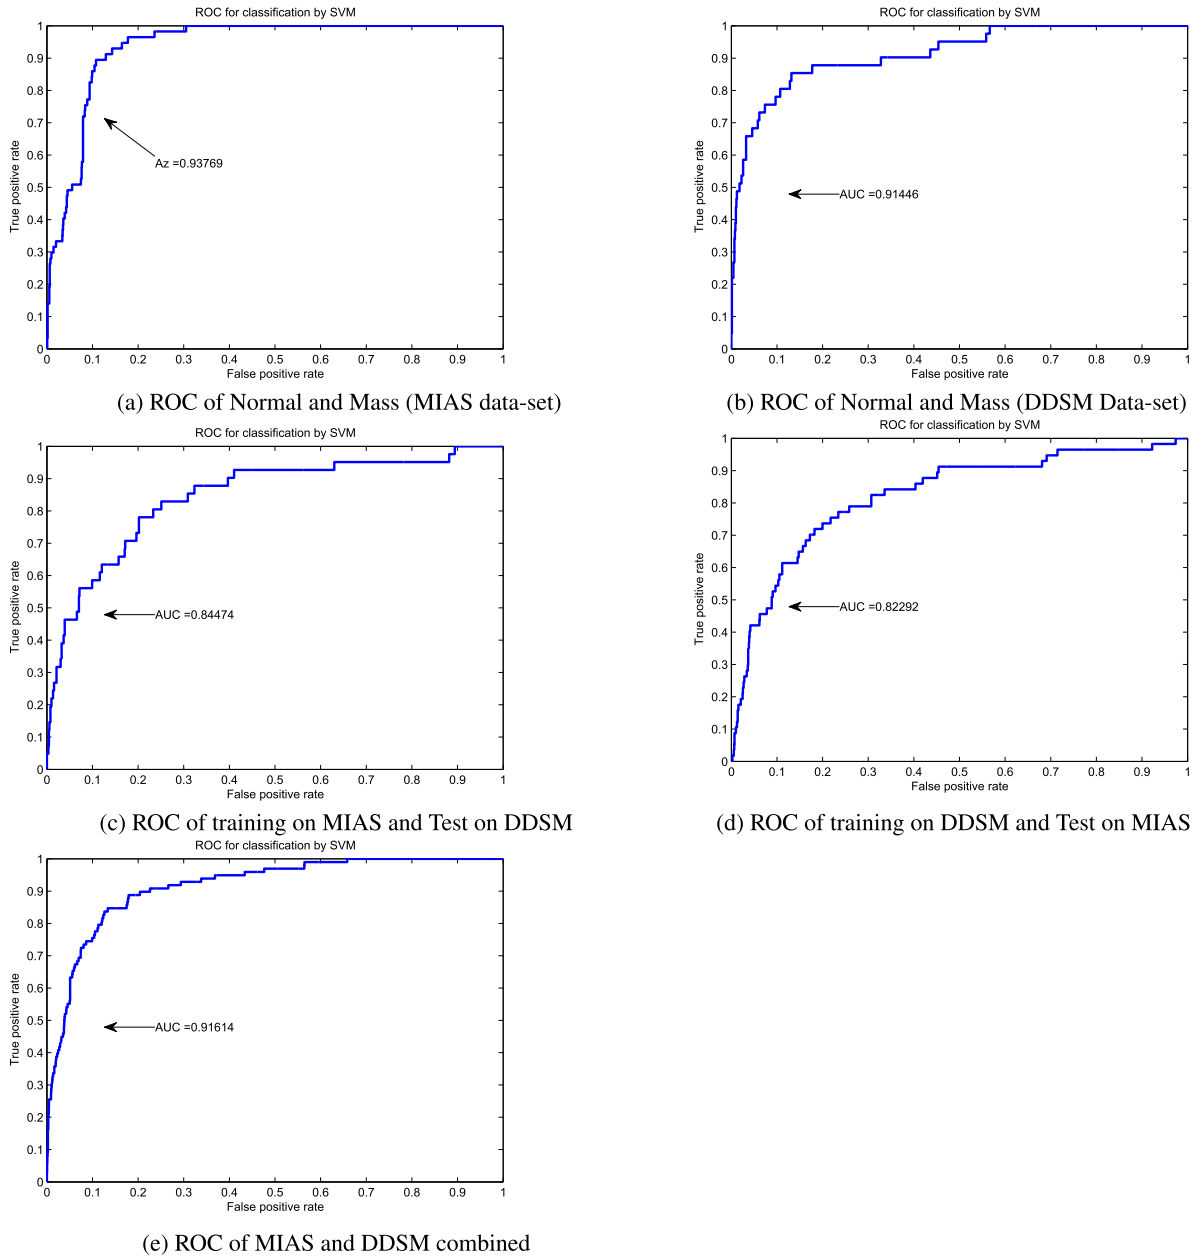 ROC for classification by SVM
1
0.9
0.8
0.7
0.6
0.5
0.4
0.3
0.2
0.1
0
True positive rate
Az =0.93769
0 0.1 0.2 0.3 0.4 0.5 0.6 0.7 0.8 0.9 1
False positive rate
(a) ROC of Normal and Mass (MIAS data-set)
ROC for classification by SVM
1
0.9
0.8
0.7
0.6
0.5
0.4
0.3
0.2
0.1
0
True positive rate
AUC =0.91446
0 0.1 0.2 0.3 0.4 0.5 0.6 0.7 0.8 0.9 1
False positive rate
(b) ROC of Normal and Mass (DDSM Data-set)
ROC for classification by SVM
1
0.9
0.8
0.7
0.6
0.5
0.4
0.3
0.2
0.1
0
True positive rate
AUC =0.84474
0 0.1 0.2 0.3 0.4 0.5 0.6 0.7 0.8 0.9 1
False positive rate
(c) ROC of training on MIAS and Test on DDSM
ROC for classification by SVM
1
0.9
0.8
0.7
0.6
0.5
0.4
0.3
0.2
0.1
0
True positive rate
AUC =0.82292
0 0.1 0.2 0.3 0.4 0.5 0.6 0.7 0.8 0.9 1
False positive rate
(d) ROC of training on DDSM and Test on MIAS
ROC for classification by SVM
1
0.9
0.8
0.7
0.6
0.5
0.4
0.3
0.2
0.1
0
True positive rate
AUC =0.91614
0 0.1 0.2 0.3 0.4 0.5 0.6 0.7 0.8 0.9 1
False positive rate
(e) ROC of MIAS and DDSM combined